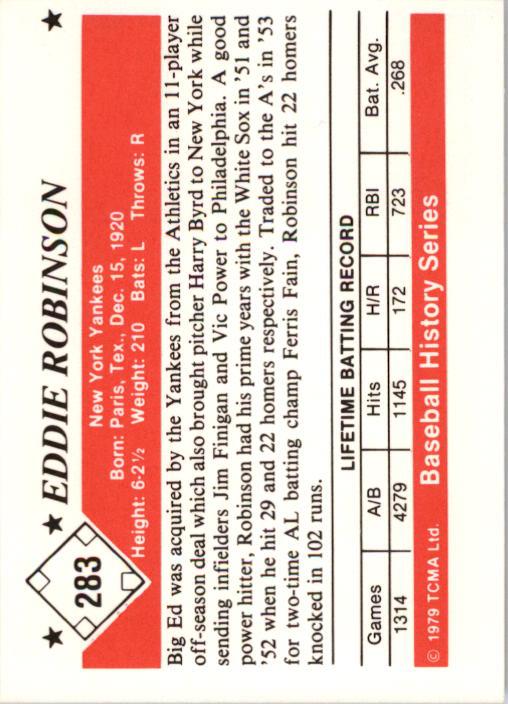 ★ EDDIE ROBINSON ★
283
New York Yankees
Born: Paris, Tex., Dec. 15, 1920
Height: 6-2½ Weight: 210 Bats: L Throws: R
Big Ed was acquired by the Yankees from the Athletics in an 11-player
off-season deal which also brought pitcher Harry Byrd to New York while
sending infielders Jim Finigan and Vic Power to Philadelphia. A good
power hitter, Robinson had his prime years with the White Sox in '51 and
'52 when he hit 29 and 22 homers respectively. Traded to the A's in '53
for two-time AL batting champ Ferris Fain, Robinson hit 22 homers
knocked in 102 runs.
LIFETIME BATTING RECORD
Games A/B Hits H/R RBI Bat. Avg.
1314 4279 1145 172 723 .268
© 1979 TCMA Ltd. Baseball History Series